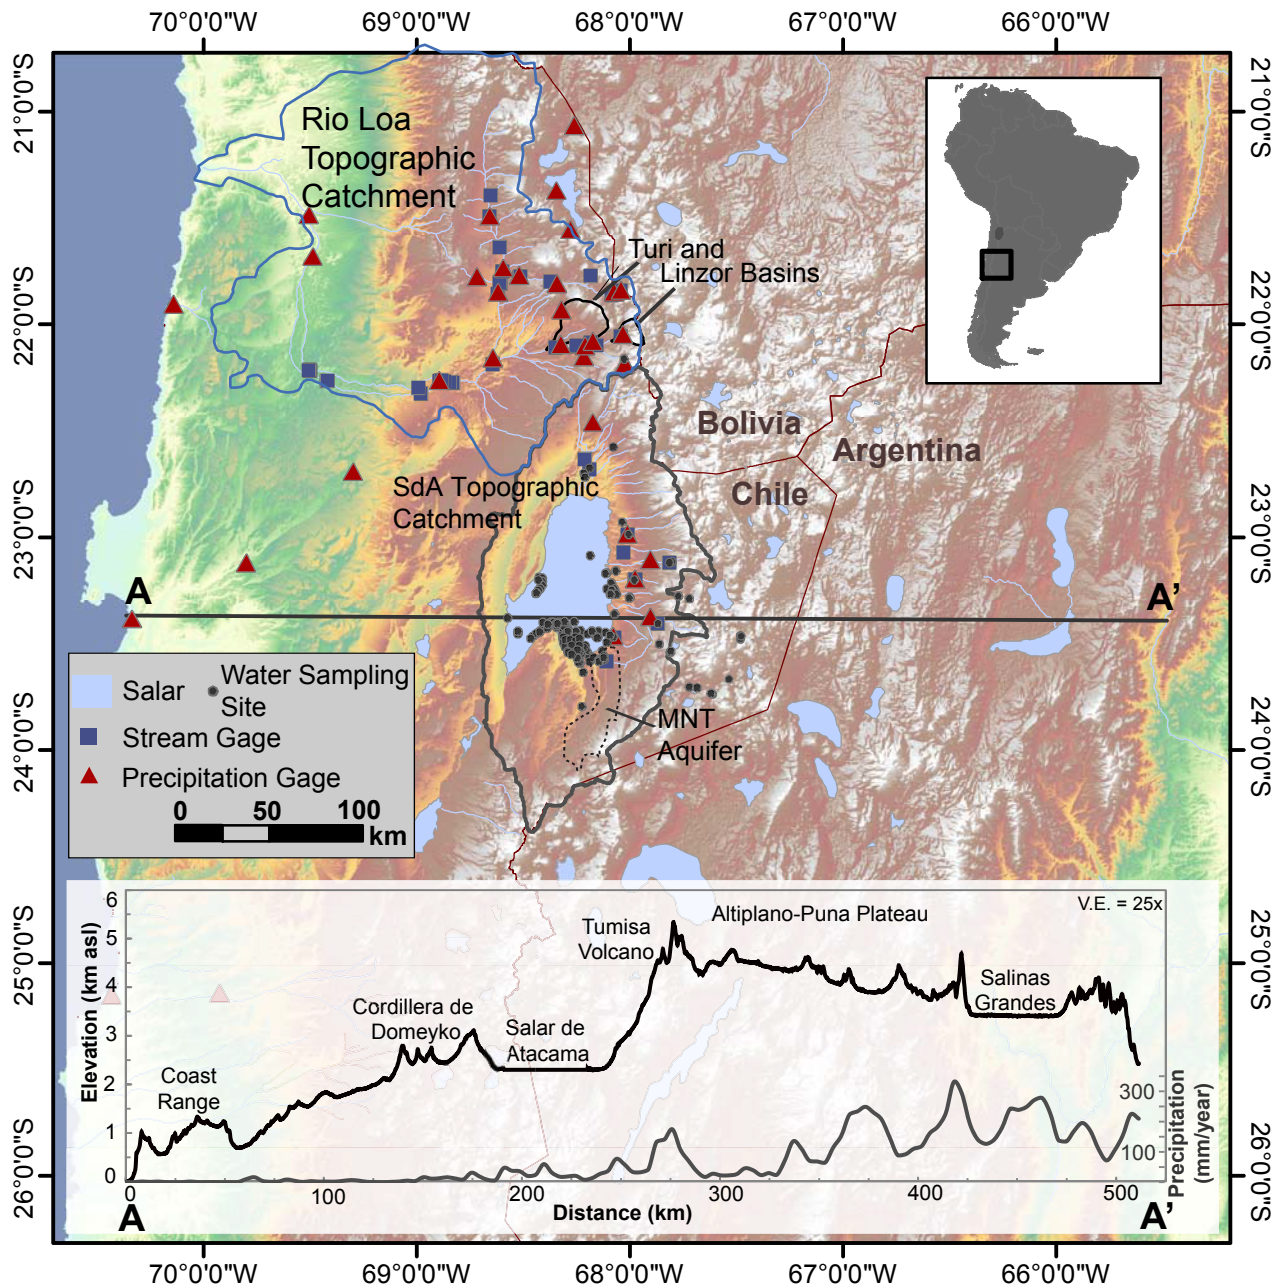 70°0'0"W 69°0'0"W 68°0'0"W 67°0'0"W 66°0'0"W
21°0'0"S
22°0'0"S
23°0'0"S
24°0'0"S
25°0'0"S
26°0'0"S
21°0'0"S
22°0'0"S
23°0'0"S
24°0'0"S
25°0'0"S
26°0'0"S
Rio Loa
Topographic
Catchment
Turi and
Linzor Basins
Bolivia
Argentina
Chile
SdA Topographic
Catchment
A
A'
MNT
Aquifer
Salar
Water Sampling
Site
Stream Gage
Precipitation Gage
0 50 100
km
V.E. = 25x
Altiplano-Puna Plateau
Tumisa
Volcano
Salinas
Grandes
Cordillera de
Domeyko
Salar de
Atacama
Coast
Range
Elevation (km asl)
6
5
4
3
2
1
0
300
100
Precipitation
(mm/year)
0 100 200 300 400 500
Distance (km)
A
A'
70°0'0"W 69°0'0"W 68°0'0"W 67°0'0"W 66°0'0"W